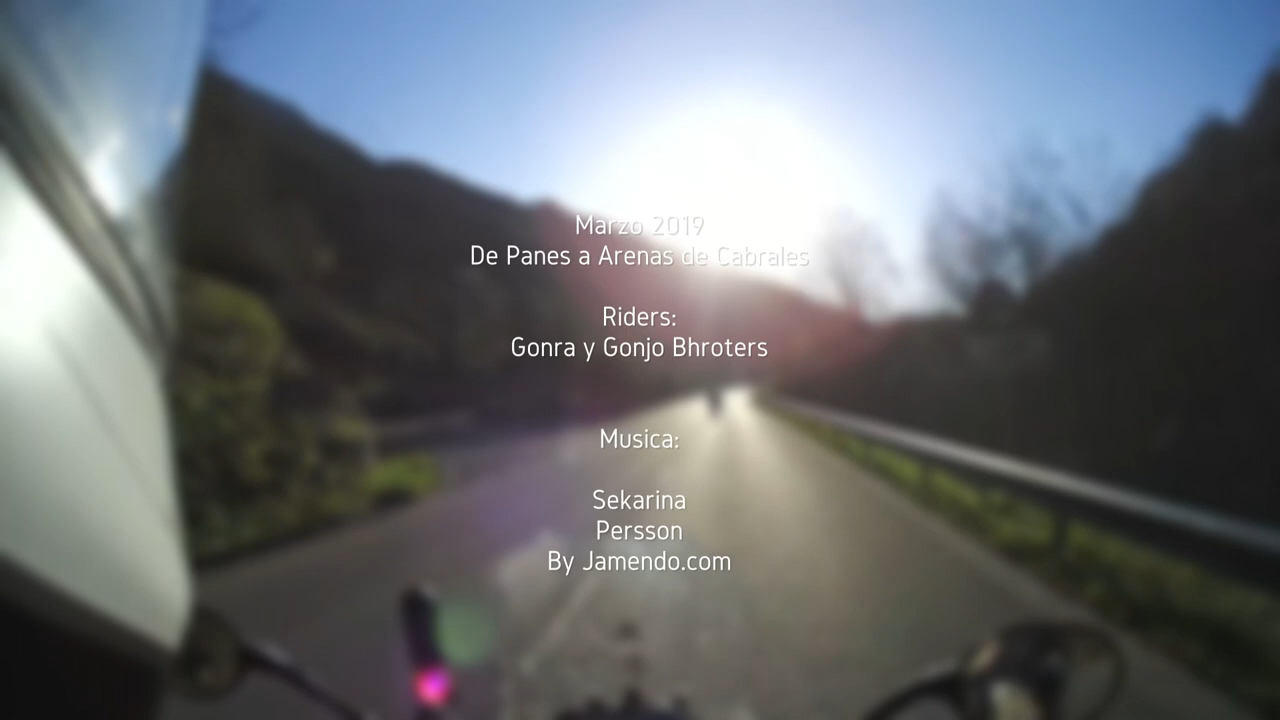 Marzo 2019
De Panes a Arenas de Cabrales
Riders:
Gonra y Gonjo Bhroters
Musica:
Sekarina
Persson
By Jamendo.com